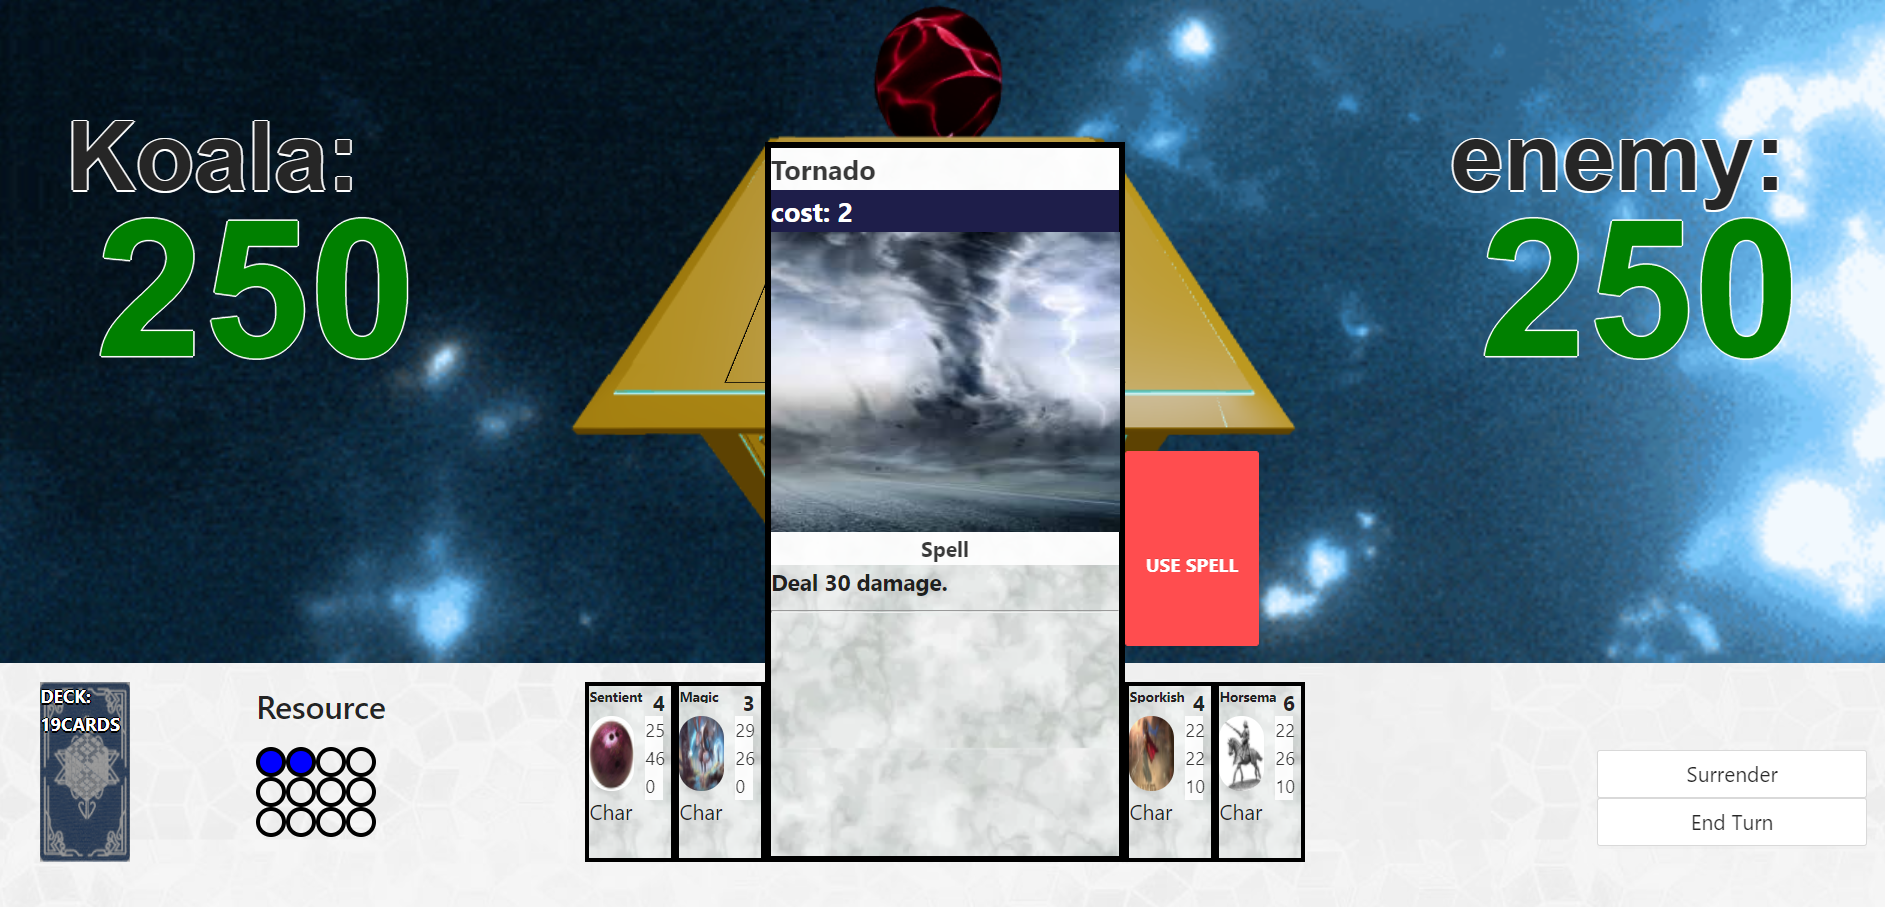 Koala:
250
enemy:
250
Tornado
cost: 2
Spell
Deal 30 damage.
USE SPELL
DECK:
19CARDS
Resource
Sentient 4
25
46
0
Char
Magic 3
29
26
0
Char
Sporkish 4
22
22
10
Char
Horsema 6
22
26
10
Char
Surrender
End Turn